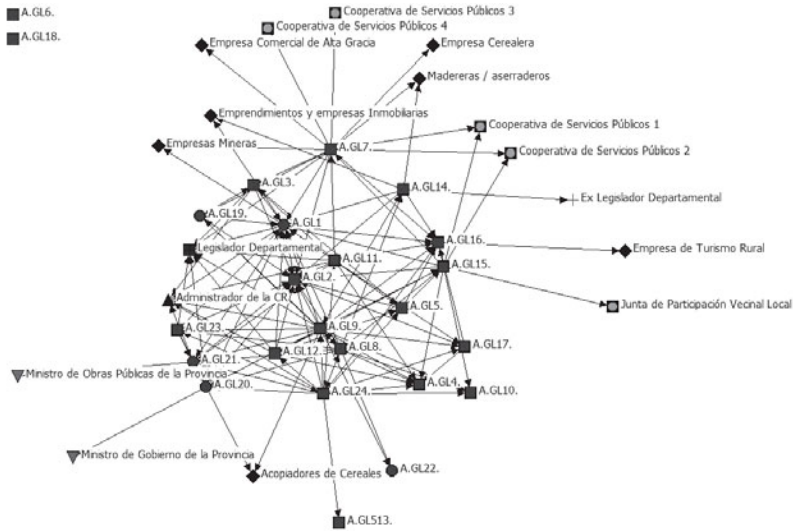 A.GL6.
A.GL18.
Cooperativa de Servicios Públicos 3
Cooperativa de Servicios Públicos 4
Empresa Comercial de Alta Gracia
Empresa Cerealera
Madereras / aserraderos
Emprendimientos y empresas Inmobiliarias
Cooperativa de Servicios Públicos 1
Empresas Mineras
A.GL7.
Cooperativa de Servicios Públicos 2
A.GL3.
A.GL14.
Ex Legislador Departamental
A.GL19.
A.GL1
A.GL16.
Legislador Departamental
Empresa de Turismo Rural
A.GL11.
A.GL15.
A.GL2.
Administrador de la CR
A.GL5.
Junta de Participación Vecinal Local
A.GL23.
A.GL9.
A.GL12.
A.GL8.
A.GL17.
A.GL21.
Ministro de Obras Públicas de la Provincia
A.GL20.
A.GL4.
A.GL24.
A.GL10.
Ministro de Gobierno de la Provincia
Acopiadores de Cereales
A.GL22.
A.GL513.